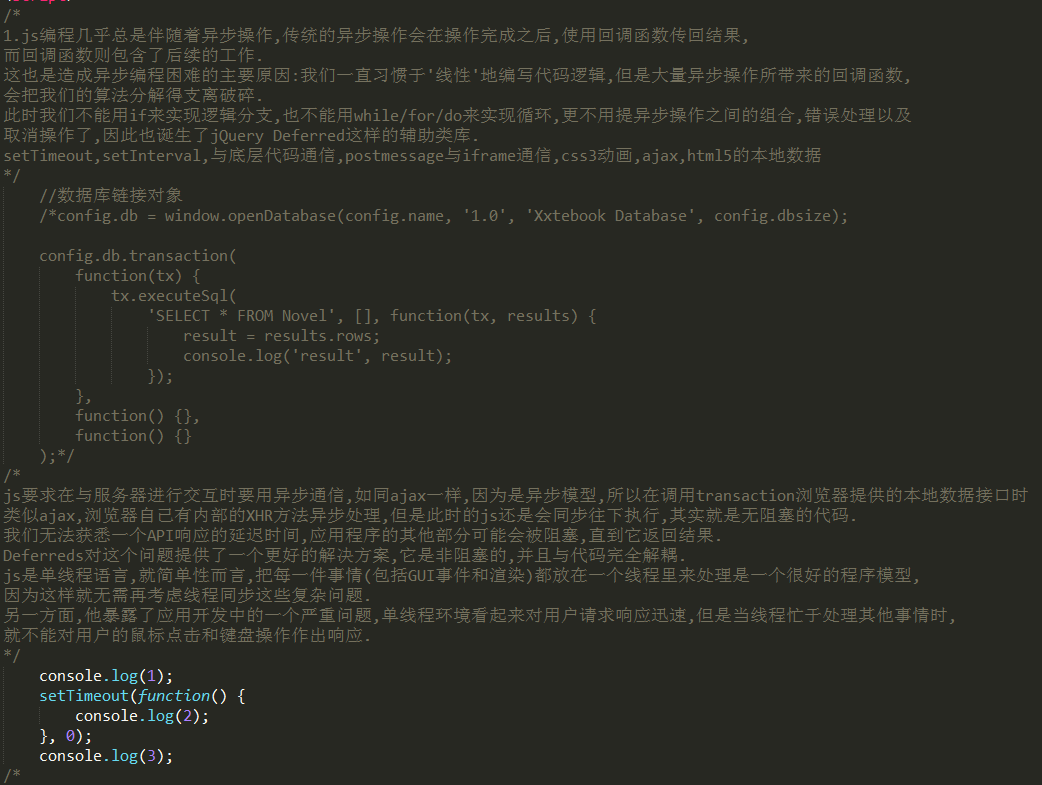 <script>
/*
1.js编程几乎总是伴随着异步操作,传统的异步操作会在操作完成之后,使用回调函数传回结果,
而回调函数则包含了后续的工作.
这也是造成异步编程困难的主要原因:我们一直习惯于'线性'地编写代码逻辑,但是大量异步操作所带来的回调函数,
会把我们的算法分解得支离破碎.
此时我们不能用if来实现逻辑分支,也不能用while/for/do来实现循环,更不用提异步操作之间的组合,错误处理以及
取消操作了,因此也诞生了jQuery Deferred这样的辅助类库.
setTimeout,setInterval,与底层代码通信,postmessage与iframe通信,css3动画,ajax,html5的本地数据
*/
    //数据库链接对象
    /*config.db = window.openDatabase(config.name, '1.0', 'Xxtebook Database', config.dbsize);
    config.db.transaction(
        function(tx) {
            tx.executeSql(
                'SELECT * FROM Novel', [], function(tx, results) {
                    result = results.rows;
                    console.log('result', result);
                });
        },
        function() {},
        function() {}
    );*/
/*
js要求在与服务器进行交互时要用异步通信,如同ajax一样,因为是异步模型,所以在调用transaction浏览器提供的本地数据接口时
类似ajax,浏览器自己有内部的XHR方法异步处理,但是此时的js还是会同步往下执行,其实就是无阻塞的代码.
我们无法获悉一个API响应的延迟时间,应用程序的其他部分可能会被阻塞,直到它返回结果.
Deferreds对这个问题提供了一个更好的解决方案,它是非阻塞的,并且与代码完全解耦.
js是单线程语言,就简单性而言,把每一件事情(包括GUI事件和渲染)都放在一个线程里来处理是一个很好的程序模型,
因为这样就无需再考虑线程同步这些复杂问题.
另一方面,他暴露了应用开发中的一个严重问题,单线程环境看起来对用户请求响应迅速,但是当线程忙于处理其他事情时,
就不能对用户的鼠标点击和键盘操作作出响应.
*/
    console.log(1);
    setTimeout(function() {
        console.log(2);
    }, 0);
    console.log(3);
/*